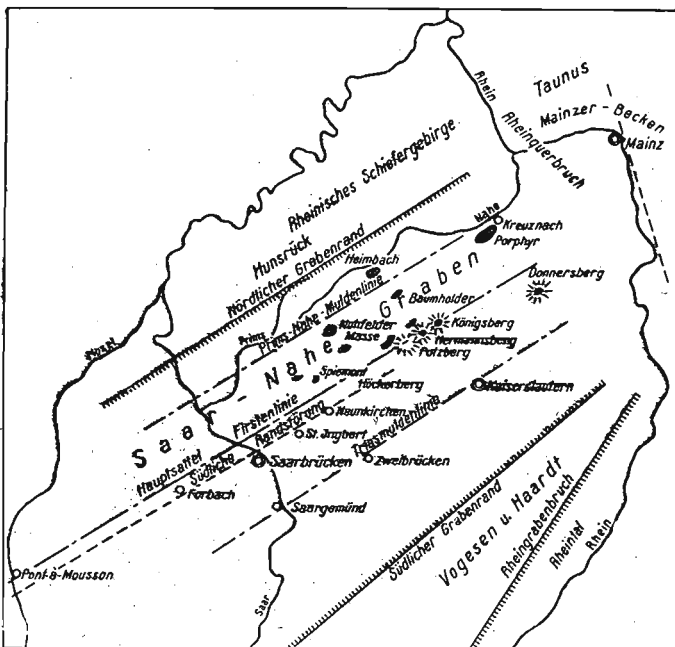 Taunus
Mainzer-Becken
Mainz
Rhein
Rheinquerbruch
Rheinisches Schiefergebirge
Hunsrück
Nördlicher Grabenrand
Nahe
Kreuznach
Porphyr
Heimbach
Donnersberg
Baumholder
Königsberg
Hermannsberg
Potzberg
Prims-Nahe-Muldenlinie
Prims
Mosel
Saar Nahe Graben
Nohfelder
Masse
Spiemont
Höckerberg
Kaiserslautern
Firstenlinie
Hauptsattel
Südliche Randstörung
Neunkirchen
St. Ingbert
Triasmuldenlinie
Zweibrücken
Saarbrücken
Forbach
Saargemünd
Pont-à-Mousson
Saar
Südlicher Grabenrand
Vogesen u. Haardt
Rheingrabenbruch
Rheintal
Rhein